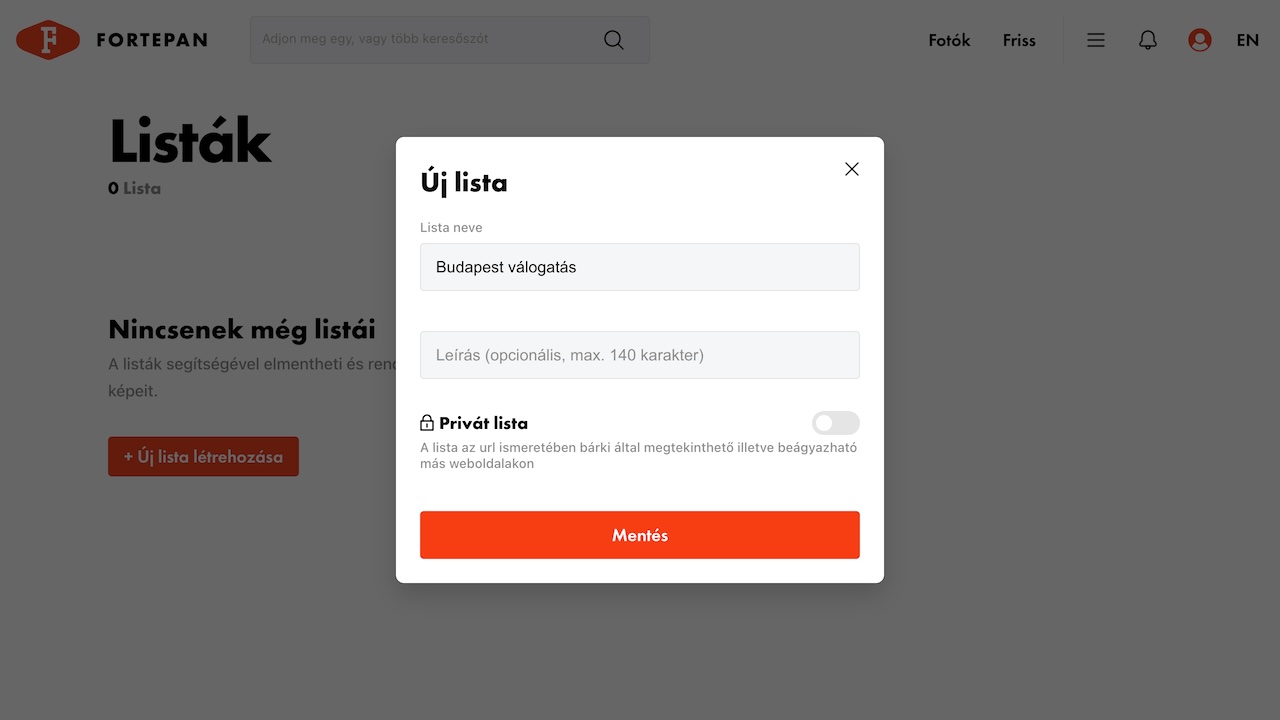 F FORTEPAN
Adjon meg egy, vagy több keresőszót
Fotók
Friss
EN
Listák
0 Lista
Nincsenek még listái
A listák segítségével elmentheti és
képeit.
+ Új lista létrehozása
Új lista
Lista neve
Budapest válogatás
Leírás (opcionális, max. 140 karakter)
Privát lista
A lista az url ismeretében bárki által megtekinthető illetve beágyazható
más weboldalakon
Mentés